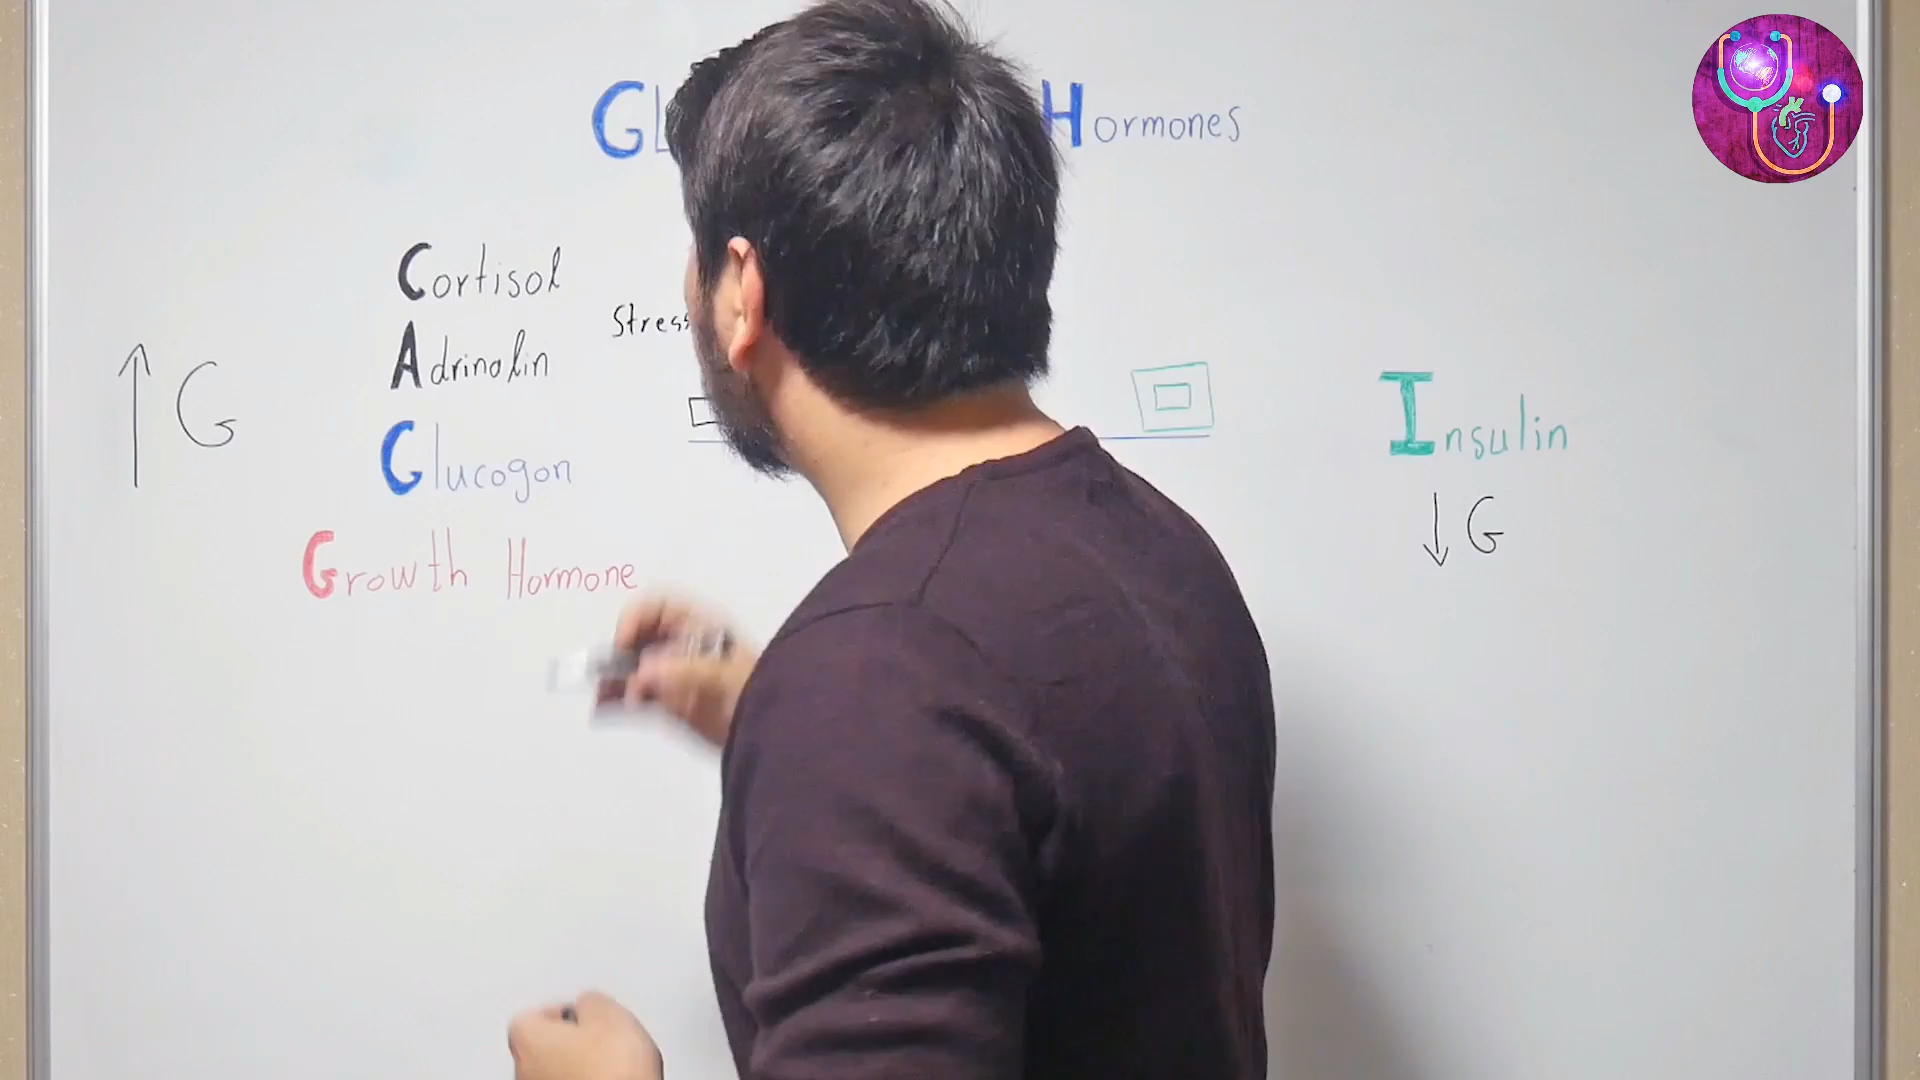 GL Hormones
Cortisol
Stress
Adrinalin
↑ G
Glucogon
Insulin
↓ G
Growth Hormone